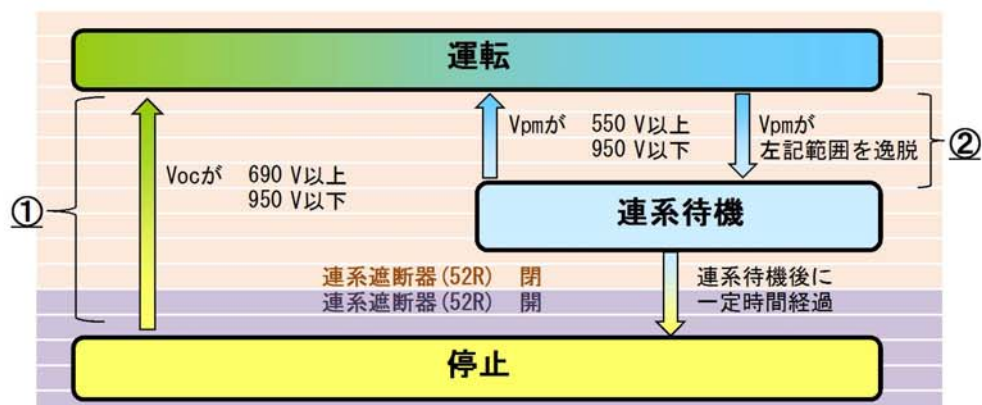 運転
①
Vocが 690 V以上
950 V以下
Vpmが 550 V以上
950 V以下
Vpmが
左記範囲を逸脱
②
連系待機
連系遮断器(52R) 閉
連系遮断器(52R) 開
連系待機後に
一定時間経過
停止